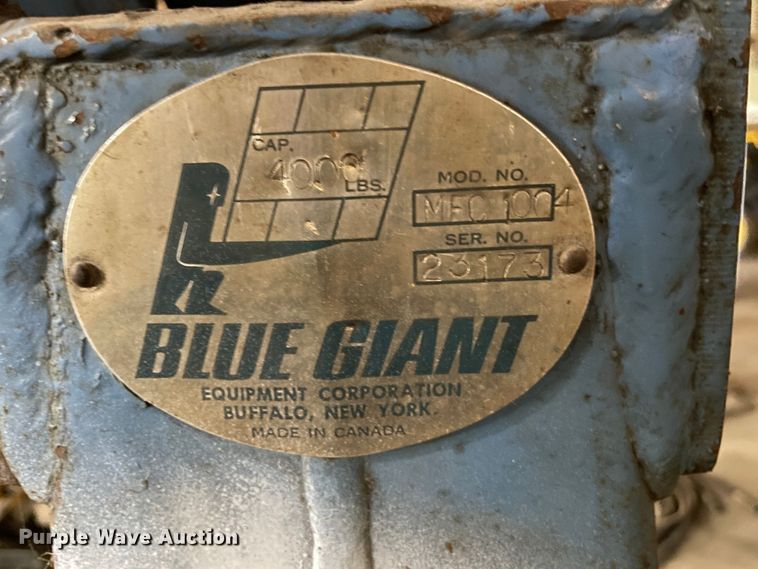 CAP.
4000
LBS.
MOD. NO.
MFC 1004
SER. NO.
23173
BLUE GIANT
EQUIPMENT CORPORATION
BUFFALO, NEW YORK.
MADE IN CANADA
Purple Wave Auction